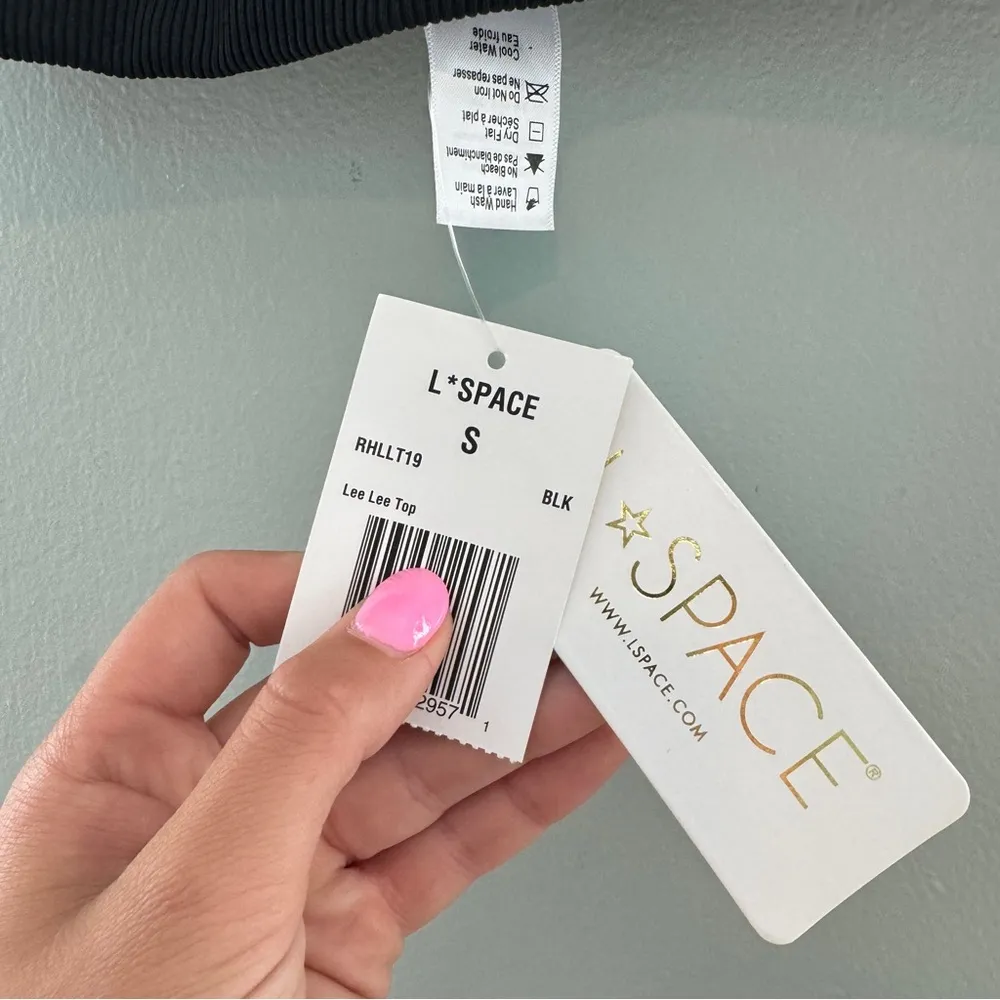 Hand Wash
Laver à la main
No Bleach
Pas de blanchiment
Dry Flat
Sécher à plat
Do Not Iron
Ne pas repasser
Cool Water
Eau froide
L*SPACE
S
RHLLT19
Lee Lee Top
BLK
2957 1
☆SPACE®
WWW.LSPACE.COM